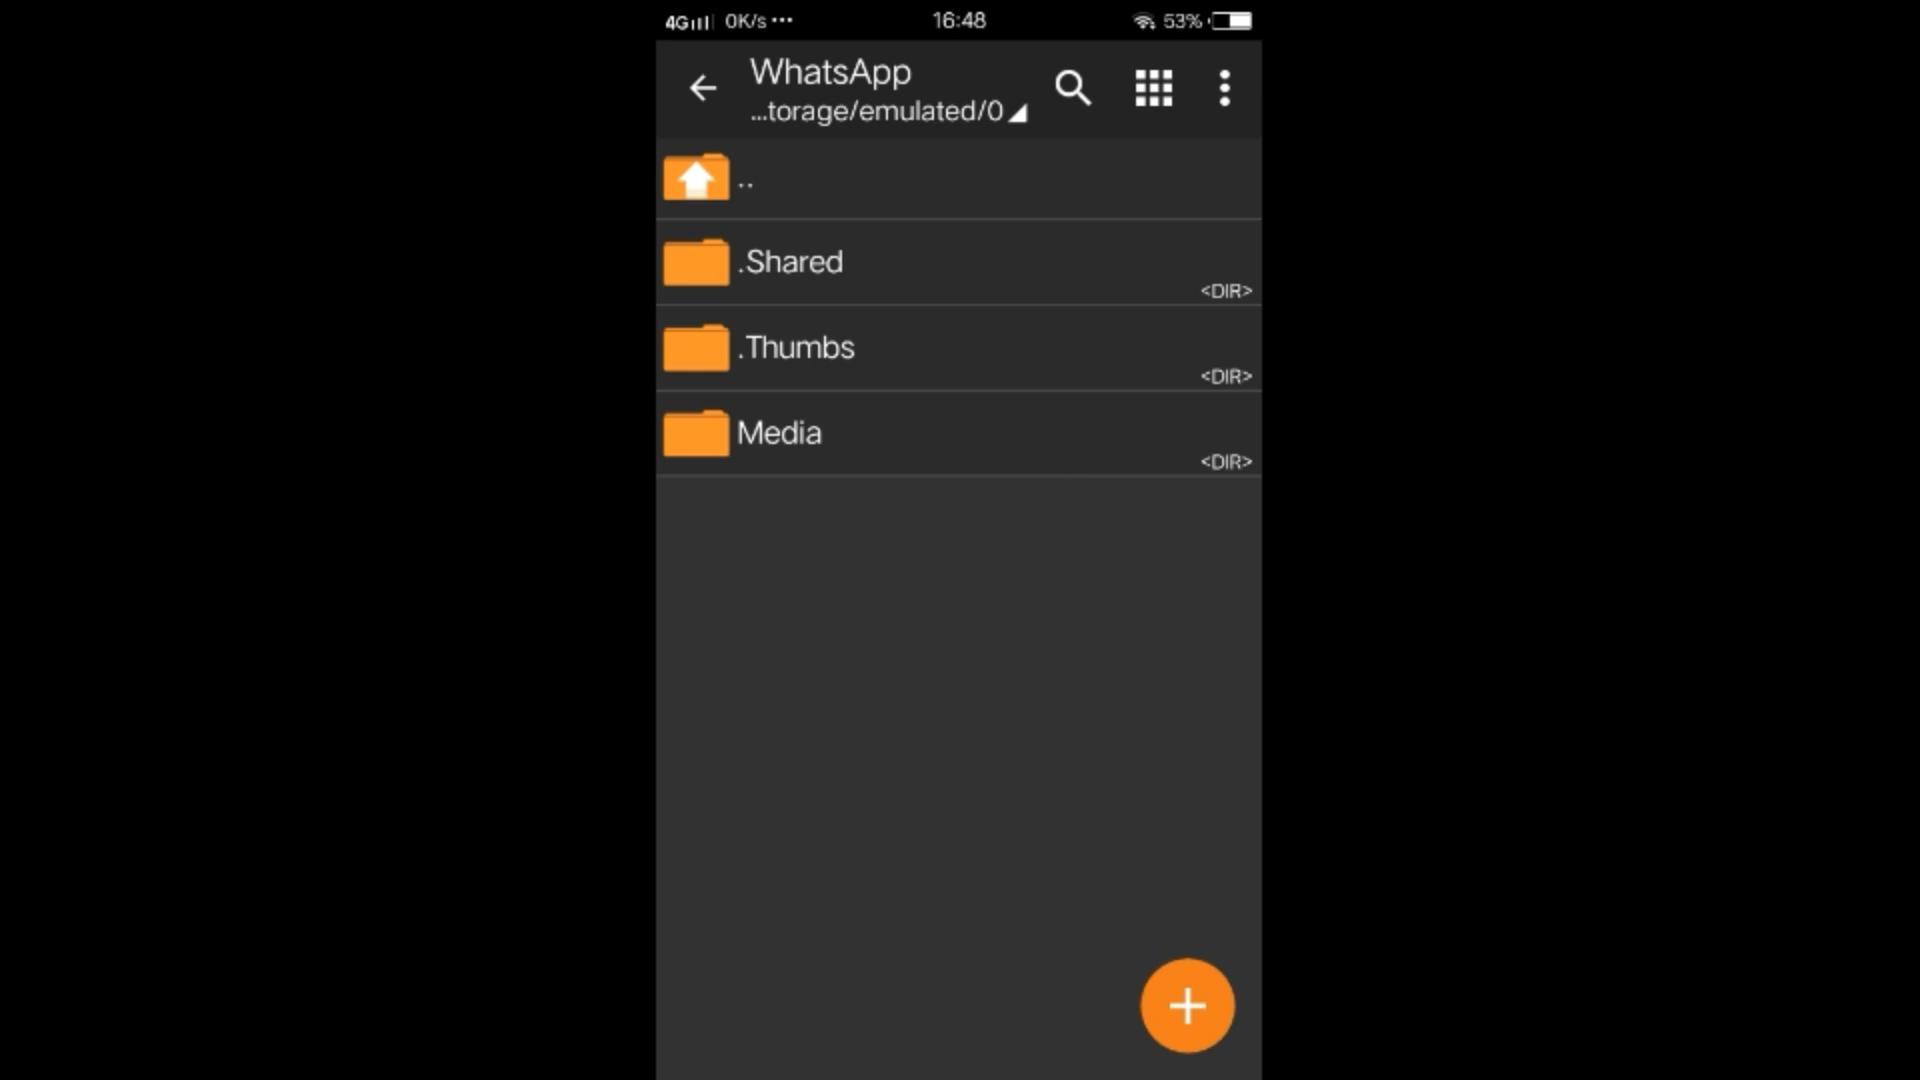 4G 0K/s ··· 16:48 53%
WhatsApp
...torage/emulated/0
..
.Shared
<DIR>
.Thumbs
<DIR>
Media
<DIR>